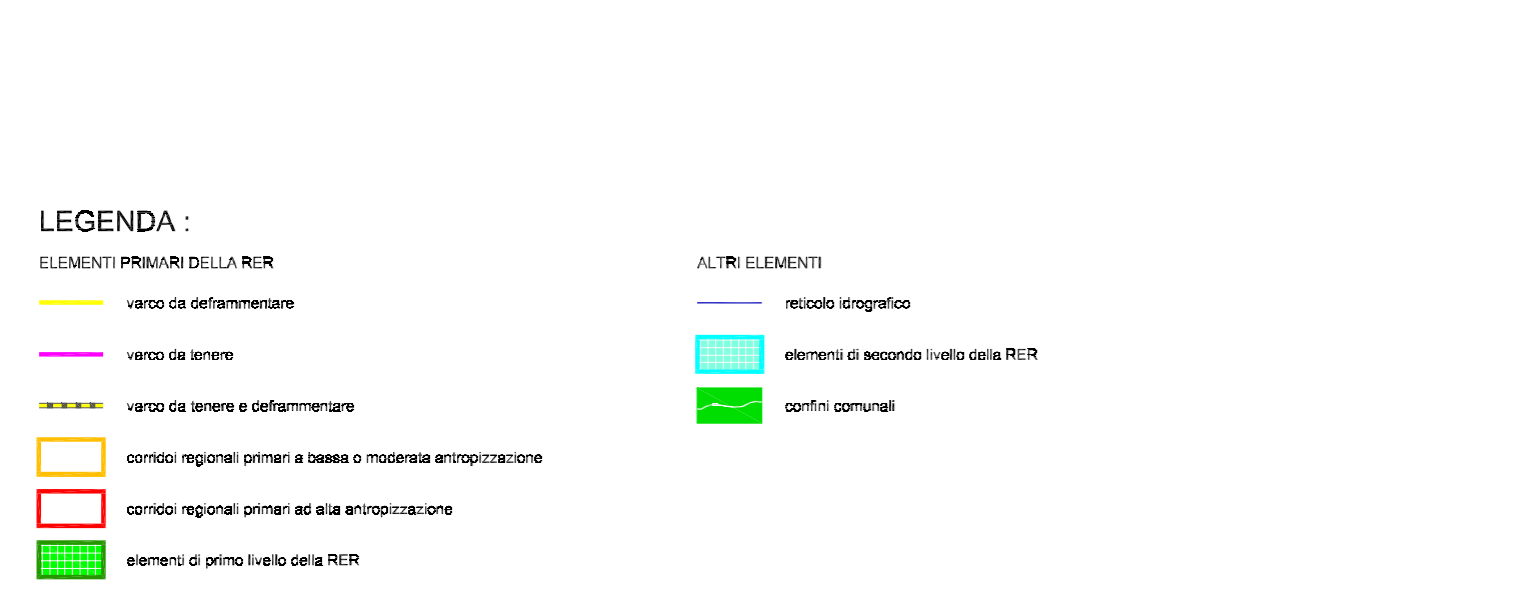 LEGENDA :
ELEMENTI PRIMARI DELLA RER
varco da deframmentare
varco da tenere
varco da tenere e deframmentare
corridoi regionali primari a bassa o moderata antropizzazione
corridoi regionali primari ad alta antropizzazione
elementi di primo livello della RER
ALTRI ELEMENTI
reticolo idrografico
elementi di secondo livello della RER
confini comunali